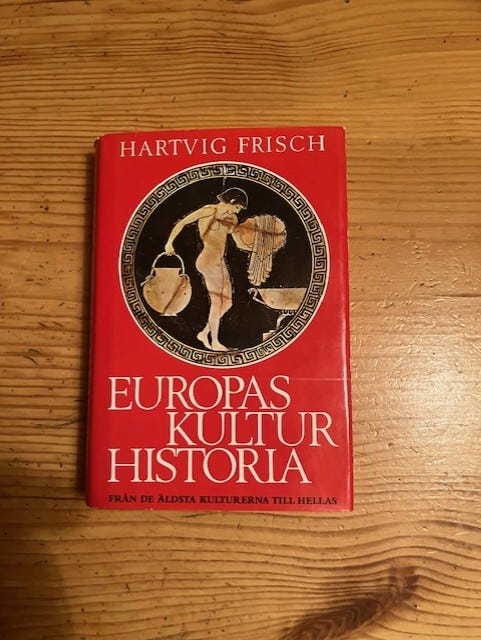 HARTVIG FRISCH
EUROPAS
KULTUR
HISTORIA
FRÅN DE ÄLDSTA KULTURERNA TILL HELLAS